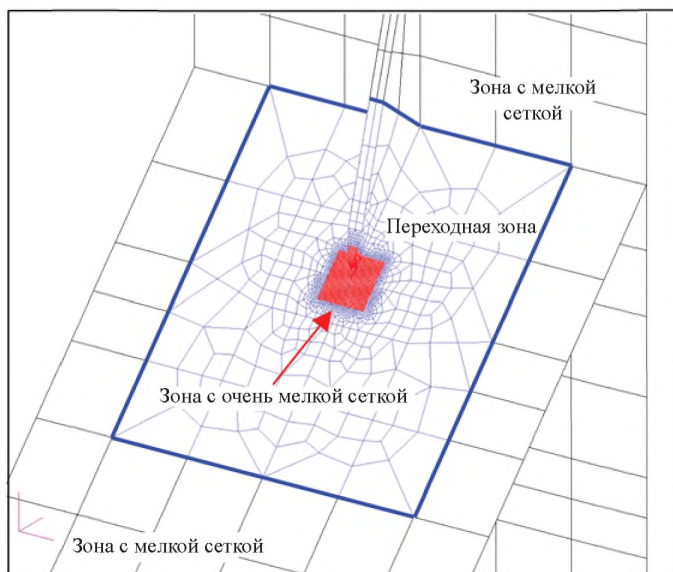 Зона с мелкой
сеткой
Переходная зона
Зона с очень мелкой сеткой
Зона с мелкой сеткой